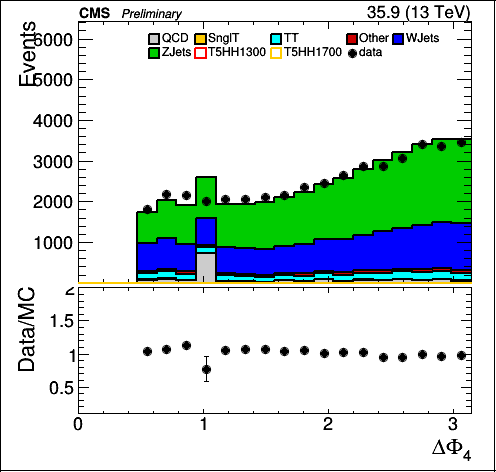 CMS Preliminary 35.9 (13 TeV)
Events
6000
5000
4000
3000
2000
1000
QCD SnglT TT Other WJets
ZJets T5HH1300 T5HH1700 data
Data/MC
2
1.5
1
0.5
0 1 2 3
ΔΦ4